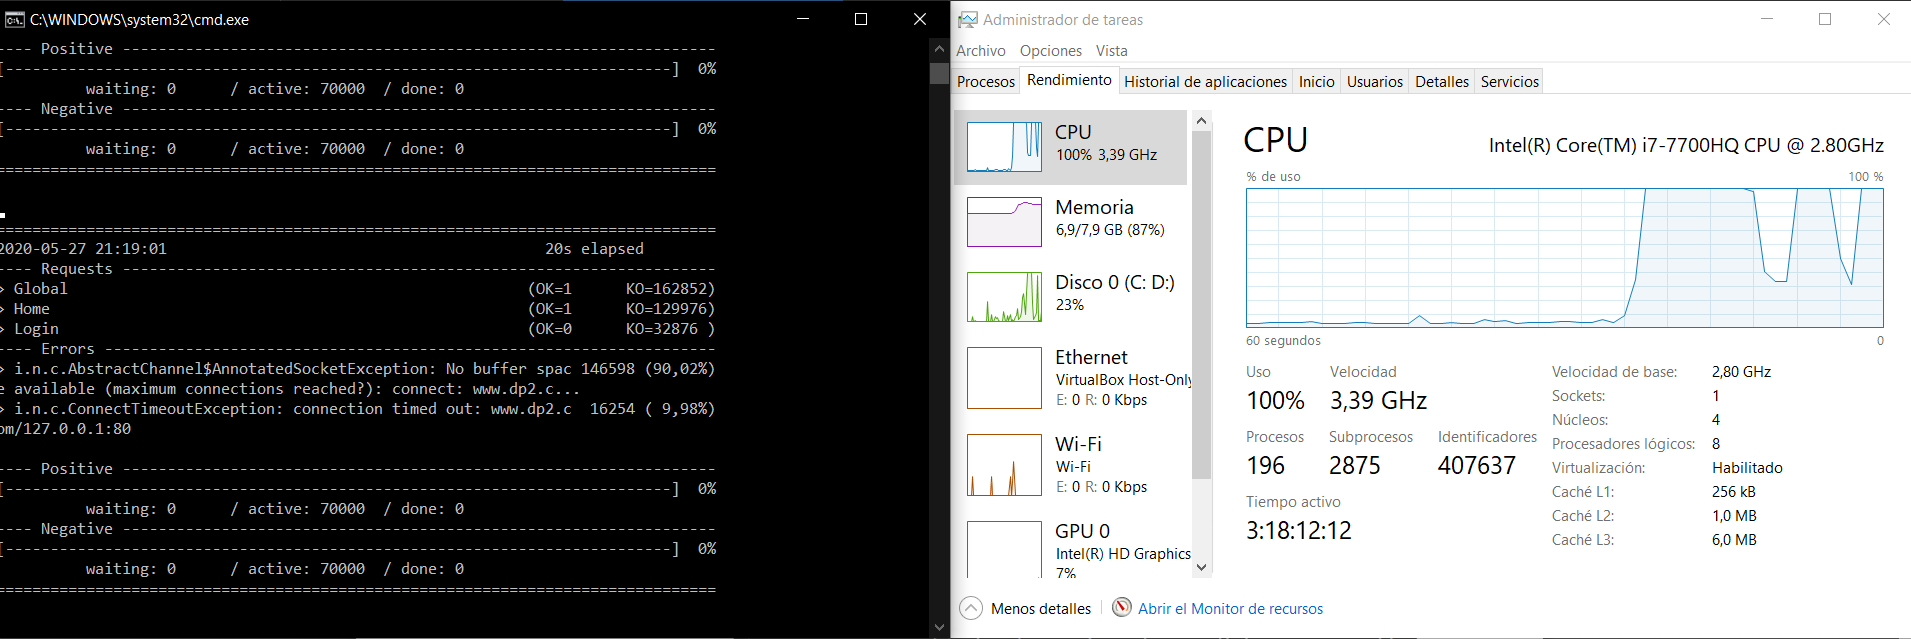 C:\WINDOWS\system32\cmd.exe
---- Positive ------------------------------------------------------------------
[--------------------------------------------------------------------------] 0%
waiting: 0 / active: 70000 / done: 0
---- Negative ------------------------------------------------------------------
[--------------------------------------------------------------------------] 0%
waiting: 0 / active: 70000 / done: 0
================================================================================
================================================================================
2020-05-27 21:19:01 20s elapsed
---- Requests ------------------------------------------------------------------
> Global (OK=1 KO=162852)
> Home (OK=1 KO=129976)
> Login (OK=0 KO=32876 )
---- Errors --------------------------------------------------------------------
> i.n.c.AbstractChannel$AnnotatedSocketException: No buffer spac 146598 (90,02%)
e available (maximum connections reached?): connect: www.dp2.c...
> i.n.c.ConnectTimeoutException: connection timed out: www.dp2.c 16254 ( 9,98%)
om/127.0.0.1:80
---- Positive ------------------------------------------------------------------
[--------------------------------------------------------------------------] 0%
waiting: 0 / active: 70000 / done: 0
---- Negative ------------------------------------------------------------------
[--------------------------------------------------------------------------] 0%
waiting: 0 / active: 70000 / done: 0
================================================================================
Administrador de tareas
Archivo Opciones Vista
Procesos Rendimiento Historial de aplicaciones Inicio Usuarios Detalles Servicios
CPU
100% 3,39 GHz
Memoria
6,9/7,9 GB (87%)
Disco 0 (C: D:)
23%
Ethernet
VirtualBox Host-Only
E: 0 R: 0 Kbps
Wi-Fi
Wi-Fi
E: 0 R: 0 Kbps
GPU 0
Intel(R) HD Graphics
7%
CPU Intel(R) Core(TM) i7-7700HQ CPU @ 2.80GHz
% de uso 100 %
60 segundos 0
Uso Velocidad
100% 3,39 GHz
Procesos Subprocesos Identificadores
196 2875 407637
Tiempo activo
3:18:12:12
Velocidad de base: 2,80 GHz
Sockets: 1
Núcleos: 4
Procesadores lógicos: 8
Virtualización: Habilitado
Caché L1: 256 kB
Caché L2: 1,0 MB
Caché L3: 6,0 MB
Menos detalles Abrir el Monitor de recursos